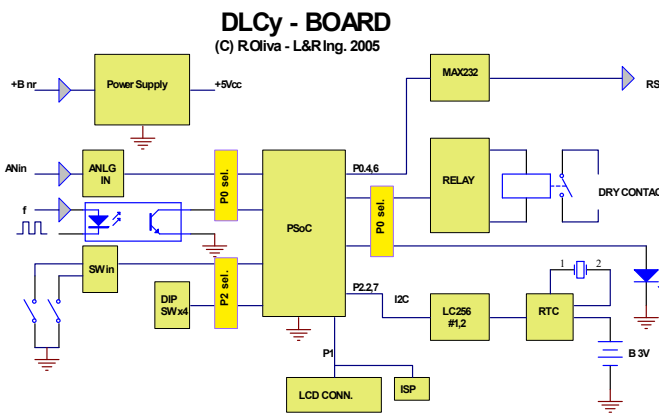 DLCy - BOARD
(C) R.Oliva - L&R Ing. 2005
+B nr
Power Supply
+5Vcc
MAX232
RS
ANin
ANLG
IN
P0 sel.
P0.4,6
RELAY
DRY CONTAC
f
PSoC
P0 sel.
SWin
P2 sel.
DIP
SWx4
P2.2,7
I2C
LC256
#1,2
RTC
1
2
B 3V
P1
LCD CONN.
ISP